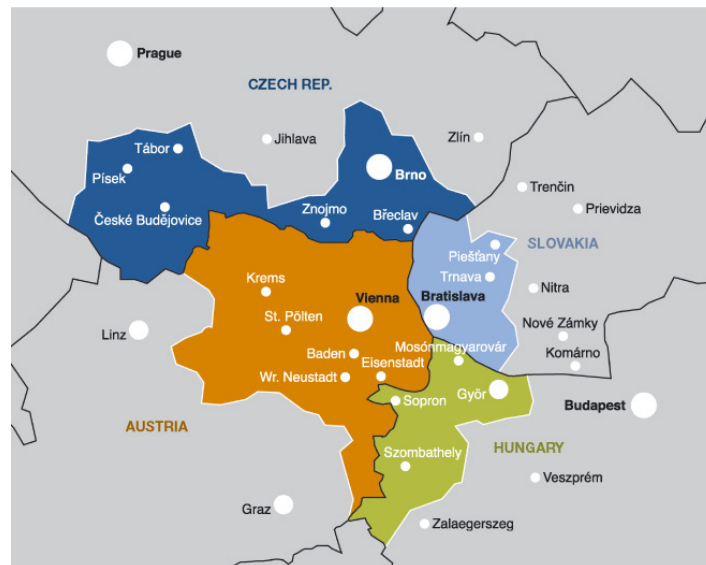 Prague
CZECH REP.
Jihlava
Zlín
Tábor
Písek
Brno
Trenčin
České Budějovice
Znojmo
Břeclav
Prievidza
Piešťany
SLOVAKIA
Trnava
Krems
Nitra
Vienna
Bratislava
St. Pölten
Linz
Nové Zámky
Mosónmagyarovár
Baden
Eisenstadt
Komárno
Wr. Neustadt
Györ
Sopron
Budapest
AUSTRIA
HUNGARY
Szombathely
Veszprém
Graz
Zalaegerszeg